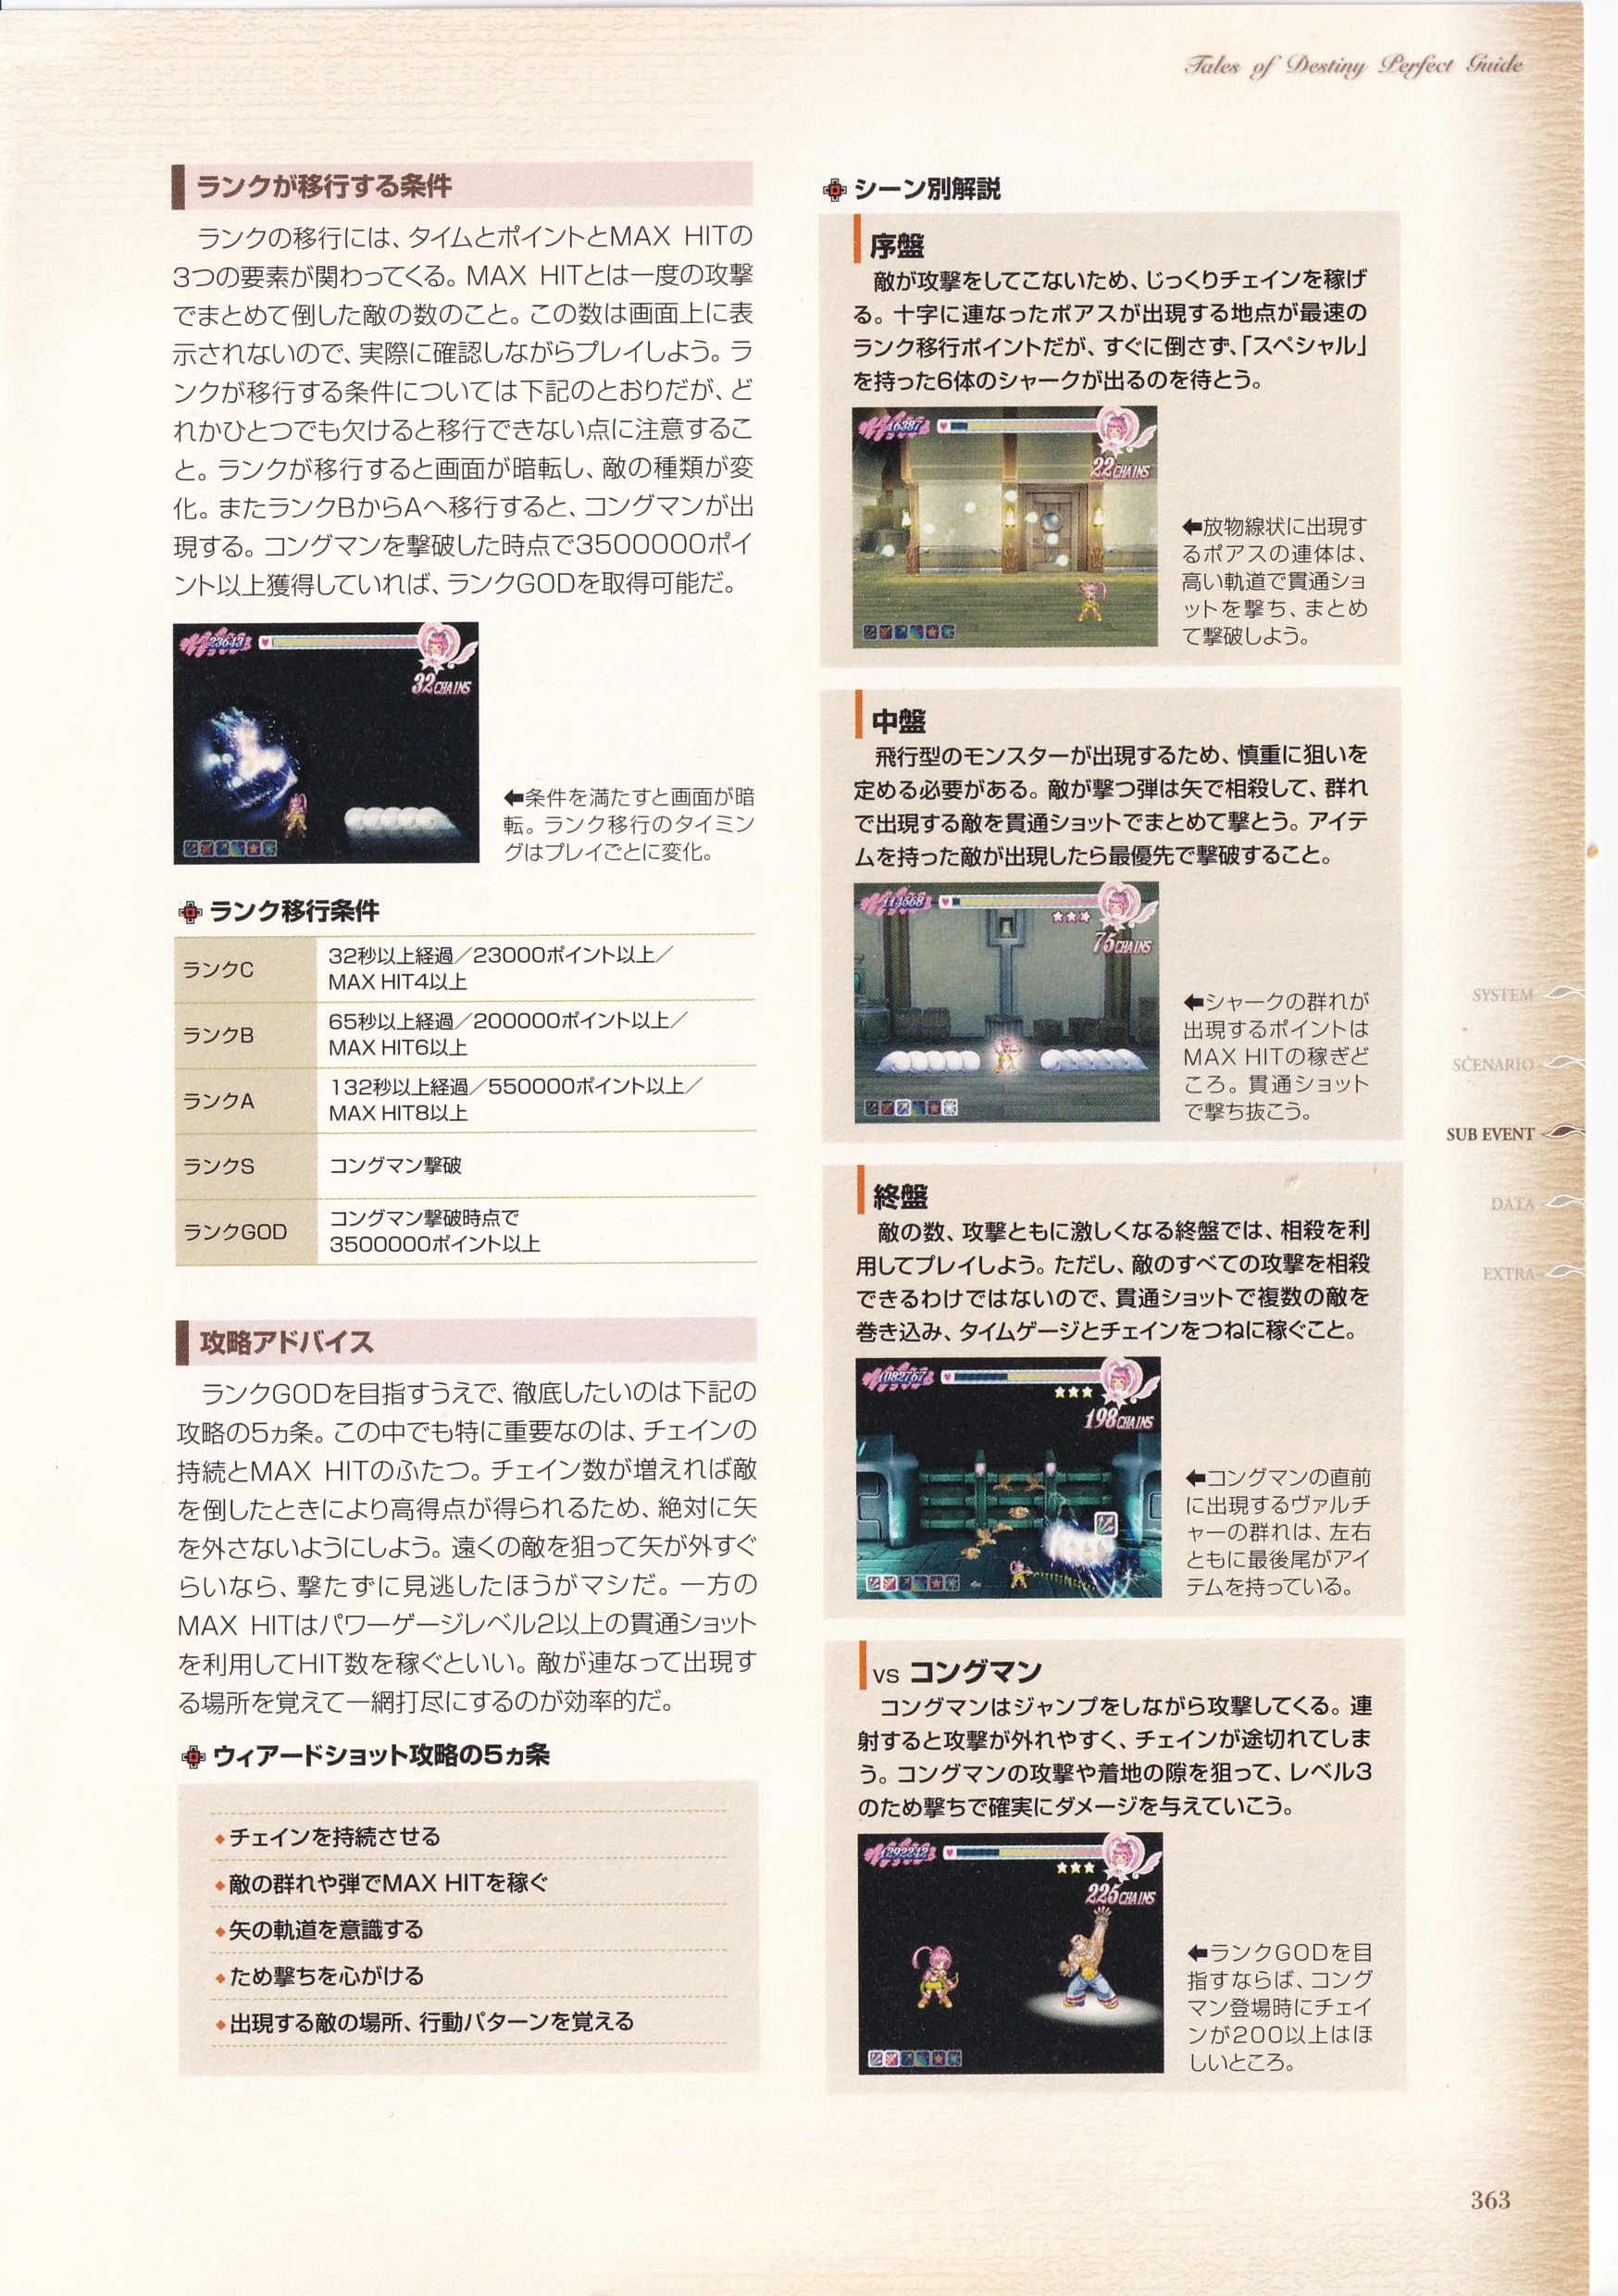 Tales of Destiny Perfect Guide
ランクが移行する条件
ランクの移行には、タイムとポイントとMAX HITの
3つの要素が関わってくる。MAX HITとは一度の攻撃
でまとめて倒した敵の数のこと。この数は画面上に表
示されないので、実際に確認しながらプレイしよう。ラ
ンクが移行する条件については下記のとおりだが、ど
れかひとつでも欠けると移行できない点に注意するこ
と。ランクが移行すると画面が暗転し、敵の種類が変
化。またランクBからAへ移行すると、コングマンが出
現する。コングマンを撃破した時点で3500000ポイ
ント以上獲得していれば、ランクGODを取得可能だ。
23643
32CHAINS
←条件を満たすと画面が暗
転。ランク移行のタイミン
グはプレイごとに変化。
ランク移行条件
ランクC
32秒以上経過／23000ポイント以上／
MAX HIT4以上
ランクB
65秒以上経過／200000ポイント以上／
MAX HIT6以上
ランクA
132秒以上経過／550000ポイント以上／
MAX HIT8以上
ランクS
コングマン撃破
ランクGOD
コングマン撃破時点で
3500000ポイント以上
攻略アドバイス
ランクGODを目指すうえで、徹底したいのは下記の
攻略の5ヵ条。この中でも特に重要なのは、チェインの
持続とMAX HITのふたつ。チェイン数が増えれば敵
を倒したときにより高得点が得られるため、絶対に矢
を外さないようにしよう。遠くの敵を狙って矢が外すぐ
らいなら、撃たずに見逃したほうがマシだ。一方の
MAX HITはパワーゲージレベル2以上の貫通ショット
を利用してHIT数を稼ぐといい。敵が連なって出現す
る場所を覚えて一網打尽にするのが効率的だ。
ウィアードショット攻略の5ヵ条
◆チェインを持続させる
◆敵の群れや弾でMAX HITを稼ぐ
◆矢の軌道を意識する
◆ため撃ちを心がける
◆出現する敵の場所、行動パターンを覚える
シーン別解説
序盤
敵が攻撃をしてこないため、じっくりチェインを稼げ
る。十字に連なったポアスが出現する地点が最速の
ランク移行ポイントだが、すぐに倒さず、「スペシャル」
を持った6体のシャークが出るのを待とう。
16387
22CHAINS
←放物線状に出現す
るポアスの連体は、
高い軌道で貫通ショ
ットを撃ち、まとめ
て撃破しよう。
中盤
飛行型のモンスターが出現するため、慎重に狙いを
定める必要がある。敵が撃つ弾は矢で相殺して、群れ
で出現する敵を貫通ショットでまとめて撃とう。アイテ
ムを持った敵が出現したら最優先で撃破すること。
114568
75CHAINS
←シャークの群れが
出現するポイントは
MAX HITの稼ぎど
ころ。貫通ショット
で撃ち抜こう。
終盤
敵の数、攻撃ともに激しくなる終盤では、相殺を利
用してプレイしよう。ただし、敵のすべての攻撃を相殺
できるわけではないので、貫通ショットで複数の敵を
巻き込み、タイムゲージとチェインをつねに稼ぐこと。
1082767
198CHAINS
←コングマンの直前
に出現するヴァルチ
ャーの群れは、左右
ともに最後尾がアイ
テムを持っている。
vs コングマン
コングマンはジャンプをしながら攻撃してくる。連
射すると攻撃が外れやすく、チェインが途切れてしま
う。コングマンの攻撃や着地の隙を狙って、レベル3
のため撃ちで確実にダメージを与えていこう。
1292242
225CHAINS
←ランクGODを目
指すならば、コング
マン登場時にチェイ
ンが200以上はほ
しいところ。
SYSTEM
SCENARIO
SUB EVENT
DATA
EXTRA
363